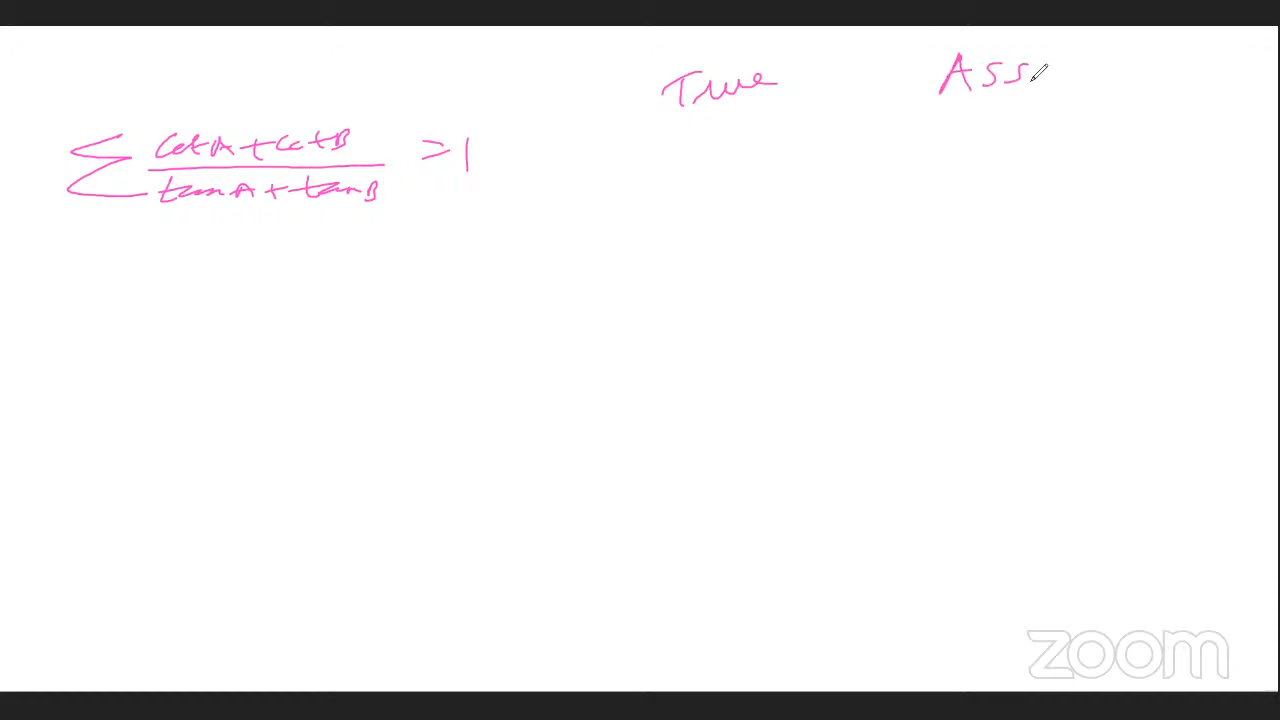 True ASS
∑ (cotA + cotB)/(tanA + tanB) = 1
zoom